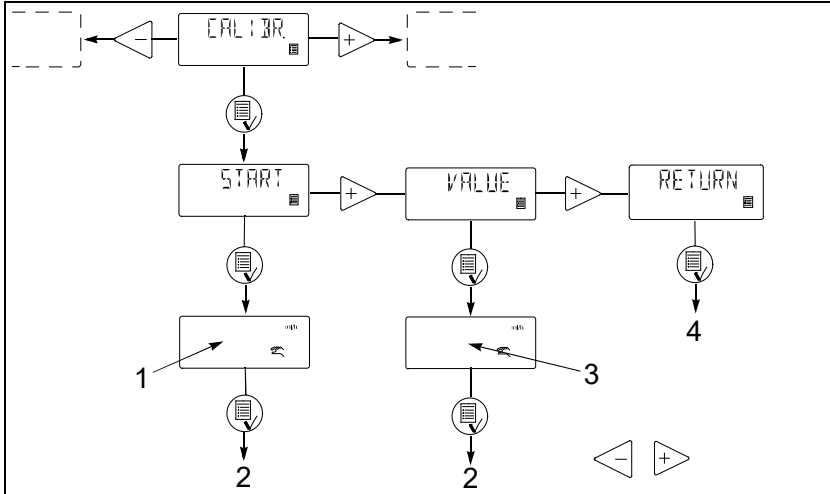 CALIBR.
- +
START + VALUE + RETURN
1 3 4
2 2 - +